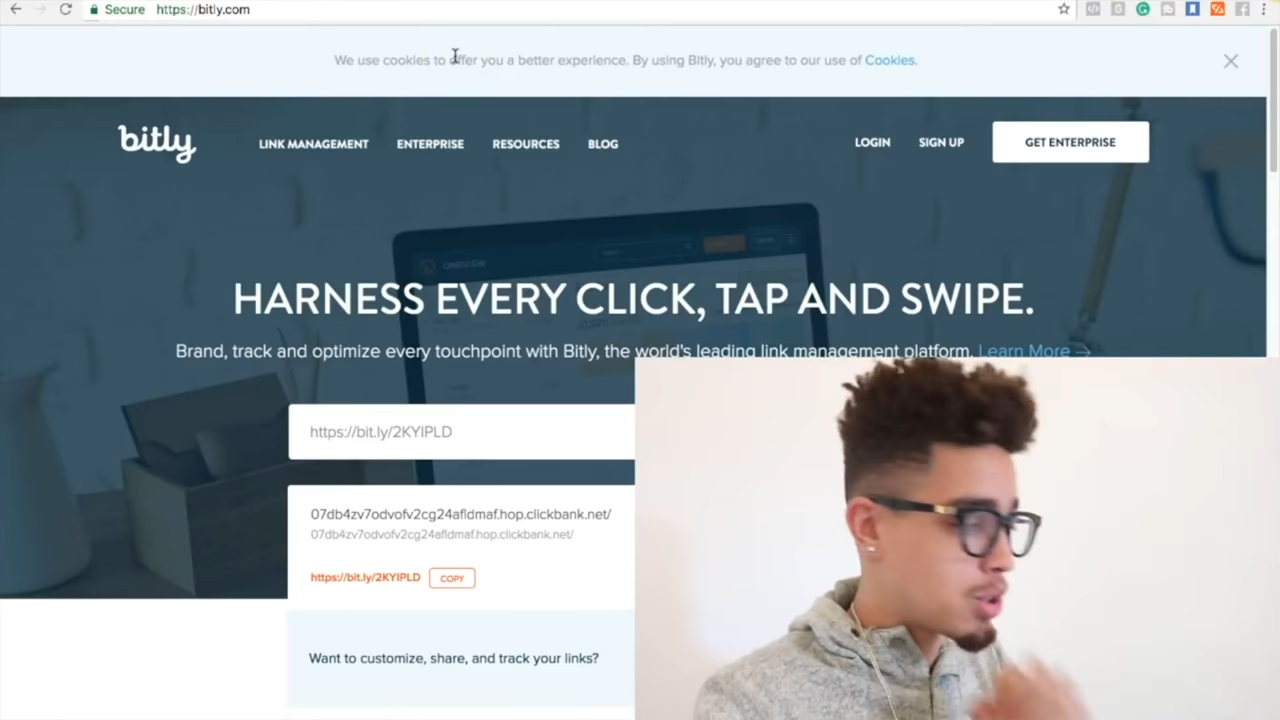 Secure https://bitly.com
We use cookies to offer you a better experience. By using Bitly, you agree to our use of Cookies.
bitly
LINK MANAGEMENT ENTERPRISE RESOURCES BLOG LOGIN SIGN UP GET ENTERPRISE
HARNESS EVERY CLICK, TAP AND SWIPE.
Brand, track and optimize every touchpoint with Bitly, the world's leading link management platform. Learn More →
https://bit.ly/2KYIPLD
07db4zv7odvofv2cg24afldmaf.hop.clickbank.net/
07db4zv7odvofv2cg24afldmaf.hop.clickbank.net/
https://bit.ly/2KYIPLD COPY
Want to customize, share, and track your links?